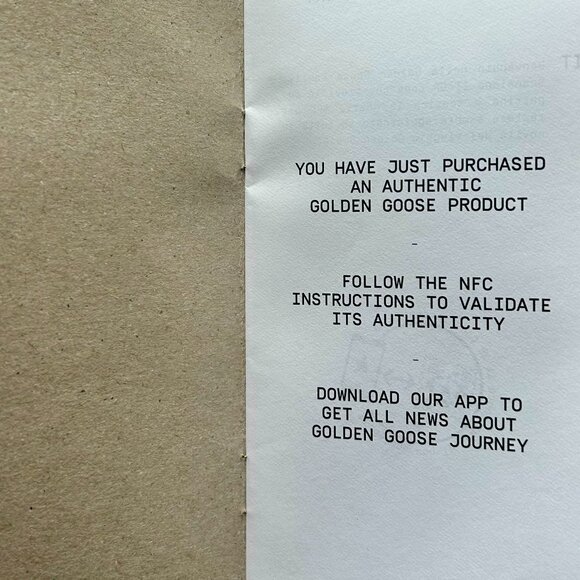 YOU HAVE JUST PURCHASED
AN AUTHENTIC
GOLDEN GOOSE PRODUCT
-
FOLLOW THE NFC
INSTRUCTIONS TO VALIDATE
ITS AUTHENTICITY
-
DOWNLOAD OUR APP TO
GET ALL NEWS ABOUT
GOLDEN GOOSE JOURNEY